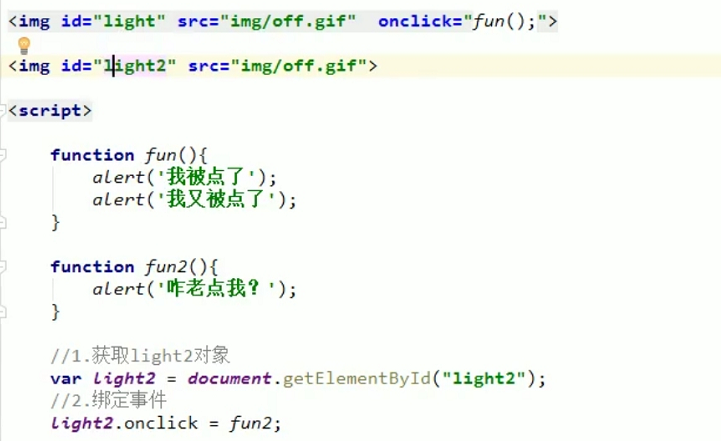 <img id="light" src="img/off.gif"  onclick="fun();">
<img id="light2" src="img/off.gif">
<script>
function fun(){
alert('我被点了');
alert('我又被点了');
}
function fun2(){
alert('咋老点我？');
}
//1.获取light2对象
var light2 = document.getElementById("light2");
//2.绑定事件
light2.onclick = fun2;